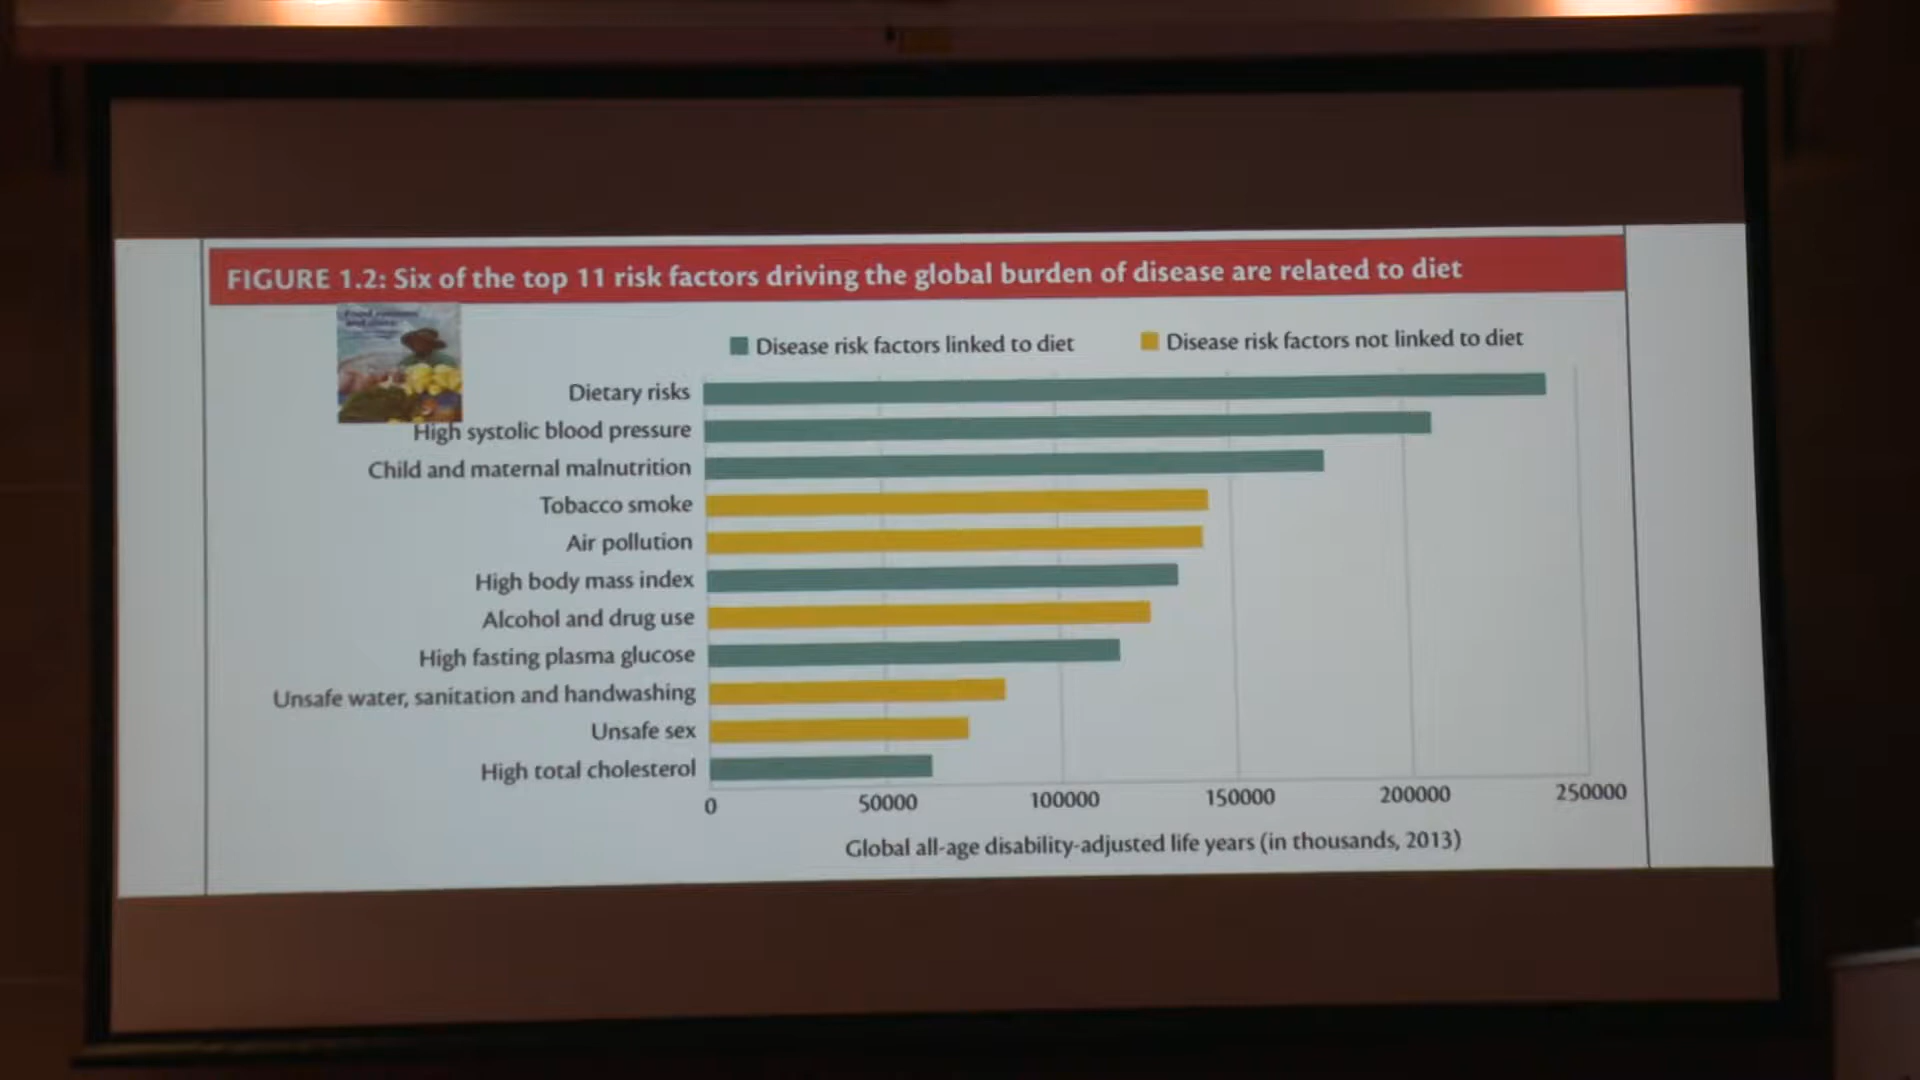 FIGURE 1.2: Six of the top 11 risk factors driving the global burden of disease are related to diet
Disease risk factors linked to diet
Disease risk factors not linked to diet
Dietary risks
High systolic blood pressure
Child and maternal malnutrition
Tobacco smoke
Air pollution
High body mass index
Alcohol and drug use
High fasting plasma glucose
Unsafe water, sanitation and handwashing
Unsafe sex
High total cholesterol
0 50000 100000 150000 200000 250000
Global all-age disability-adjusted life years (in thousands, 2013)